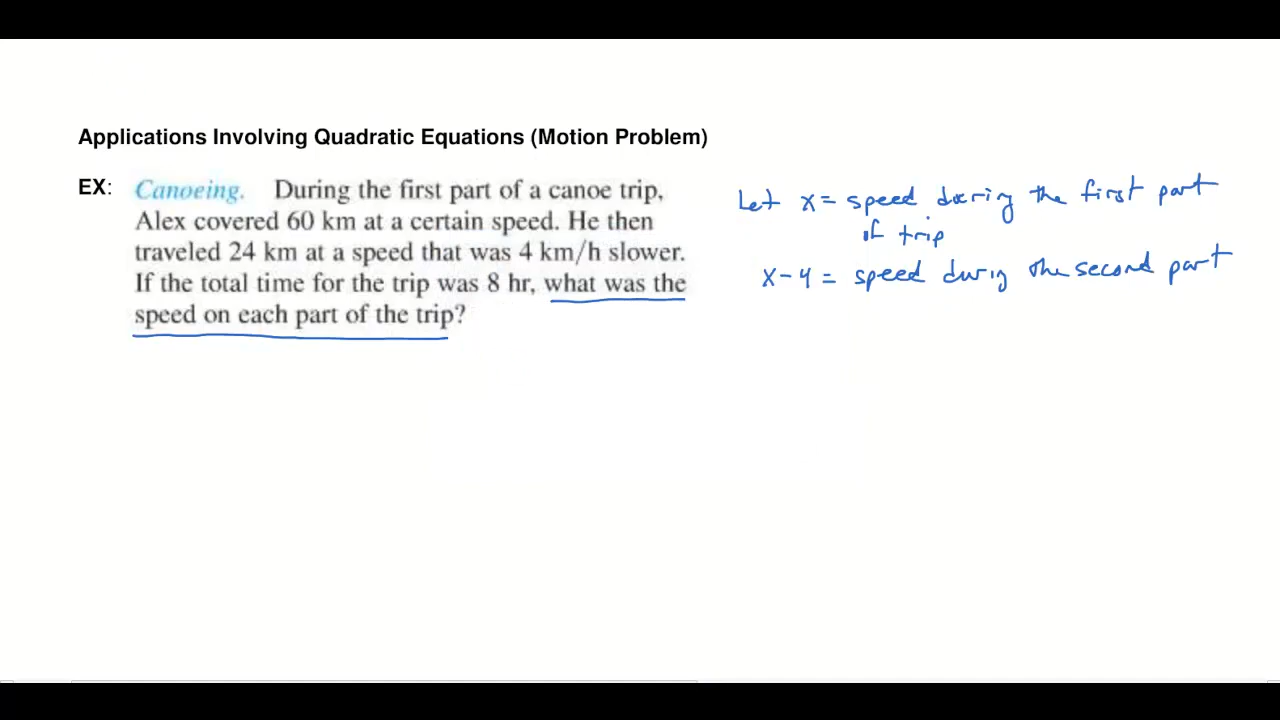 Applications Involving Quadratic Equations (Motion Problem)
EX: Canoeing. During the first part of a canoe trip,
Alex covered 60 km at a certain speed. He then
traveled 24 km at a speed that was 4 km/h slower.
If the total time for the trip was 8 hr, what was the
speed on each part of the trip?
Let x = speed during the first part
of trip
x - 4 = speed durig the second part